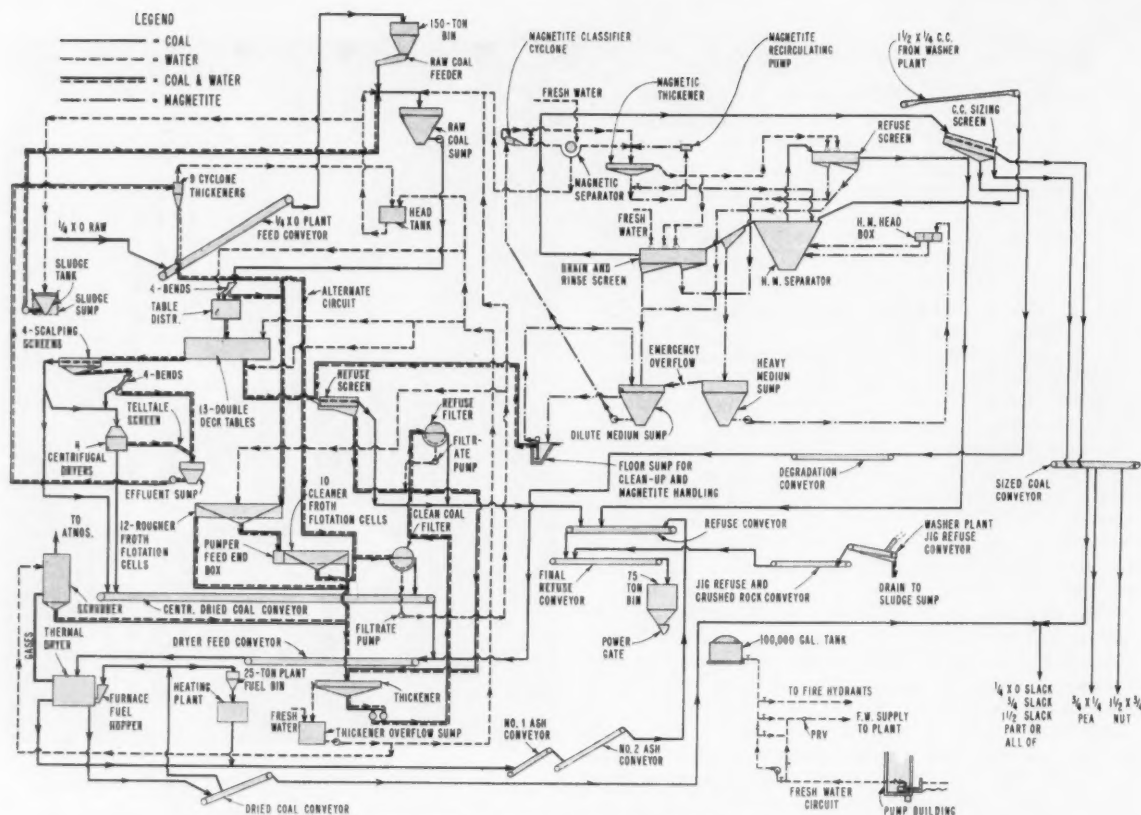 LEGEND
= COAL
= WATER
= COAL & WATER
= MAGNETITE
150-TON
BIN
RAW COAL
FEEDER
RAW
COAL
SUMP
9 CYCLONE
THICKENERS
1/4 X 0 RAW
1/4 X 0 PLANT
FEED CONVEYOR
HEAD
TANK
SLUDGE
TANK
SLUDGE
SUMP
4-BENDS
TABLE
DISTR.
ALTERNATE
CIRCUIT
4-SCALPING
SCREENS
4-BENDS
TELLTALE
SCREEN
13-DOUBLE
DECK TABLES
REFUSE
SCREEN
CENTRIFUGAL
DRYERS
EFFLUENT SUMP
REFUSE
FILTER
FILTR-
ATE
PUMP
TO
ATMOS.
12-ROUGHER
FROTH
FLOTATION
CELLS
10
CLEANER
FROTH
FLOTATION CELLS
CLEAN COAL
FILTER
PUMPER
FEED END
BOX
SCRUBBER
CENTR. DRIED COAL CONVEYOR
FILTRATE
PUMP
GASES
THERMAL
DRYER
DRYER FEED CONVEYOR
25-TON PLANT
FUEL BIN
FURNACE
FUEL
HOPPER
HEATING
PLANT
THICKENER
FRESH
WATER
THICKENER OVERFLOW SUMP
DRIED COAL CONVEYOR
NO. 1 ASH
CONVEYOR
NO. 2 ASH
CONVEYOR
MAGNETITE CLASSIFIER
CYCLONE
MAGNETITE
RECIRCULATING
PUMP
1 1/2 X 1/4 C.C.
FROM WASHER
PLANT
FRESH WATER
MAGNETIC
THICKENER
MAGNETIC
SEPARATOR
REFUSE
SCREEN
C.C. SIZING
SCREEN
FRESH
WATER
DRAIN AND
RINSE SCREEN
H.M. SEPARATOR
H.M. HEAD
BOX
EMERGENCY
OVERFLOW
HEAVY
MEDIUM
SUMP
DILUTE MEDIUM SUMP
FLOOR SUMP FOR
CLEAN-UP AND
MAGNETITE HANDLING
DEGRADATION
CONVEYOR
SIZED COAL
CONVEYOR
REFUSE CONVEYOR
WASHER PLANT
JIG REFUSE
CONVEYOR
FINAL
REFUSE
CONVEYOR
75
TON
BIN
JIG REFUSE AND
CRUSHED ROCK CONVEYOR
DRAIN TO
SLUDGE SUMP
POWER
GATE
100,000 GAL. TANK
TO FIRE HYDRANTS
F.W. SUPPLY
TO PLANT
PRV
FRESH WATER
CIRCUIT
PUMP BUILDING
1/4 X 0 SLACK
3/4 SLACK
1 1/2 SLACK
PART OR
ALL OF
3/4 X 1/4
PEA
1 1/2 X 3/4
NUT